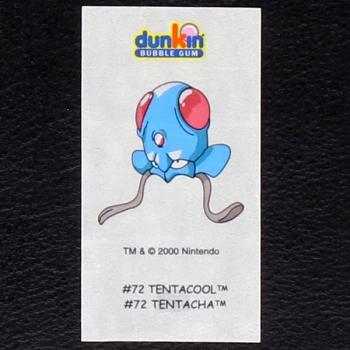 dunkin
BUBBLE GUM
TM & © 2000 Nintendo
#72 TENTACOOL™
#72 TENTACHA™